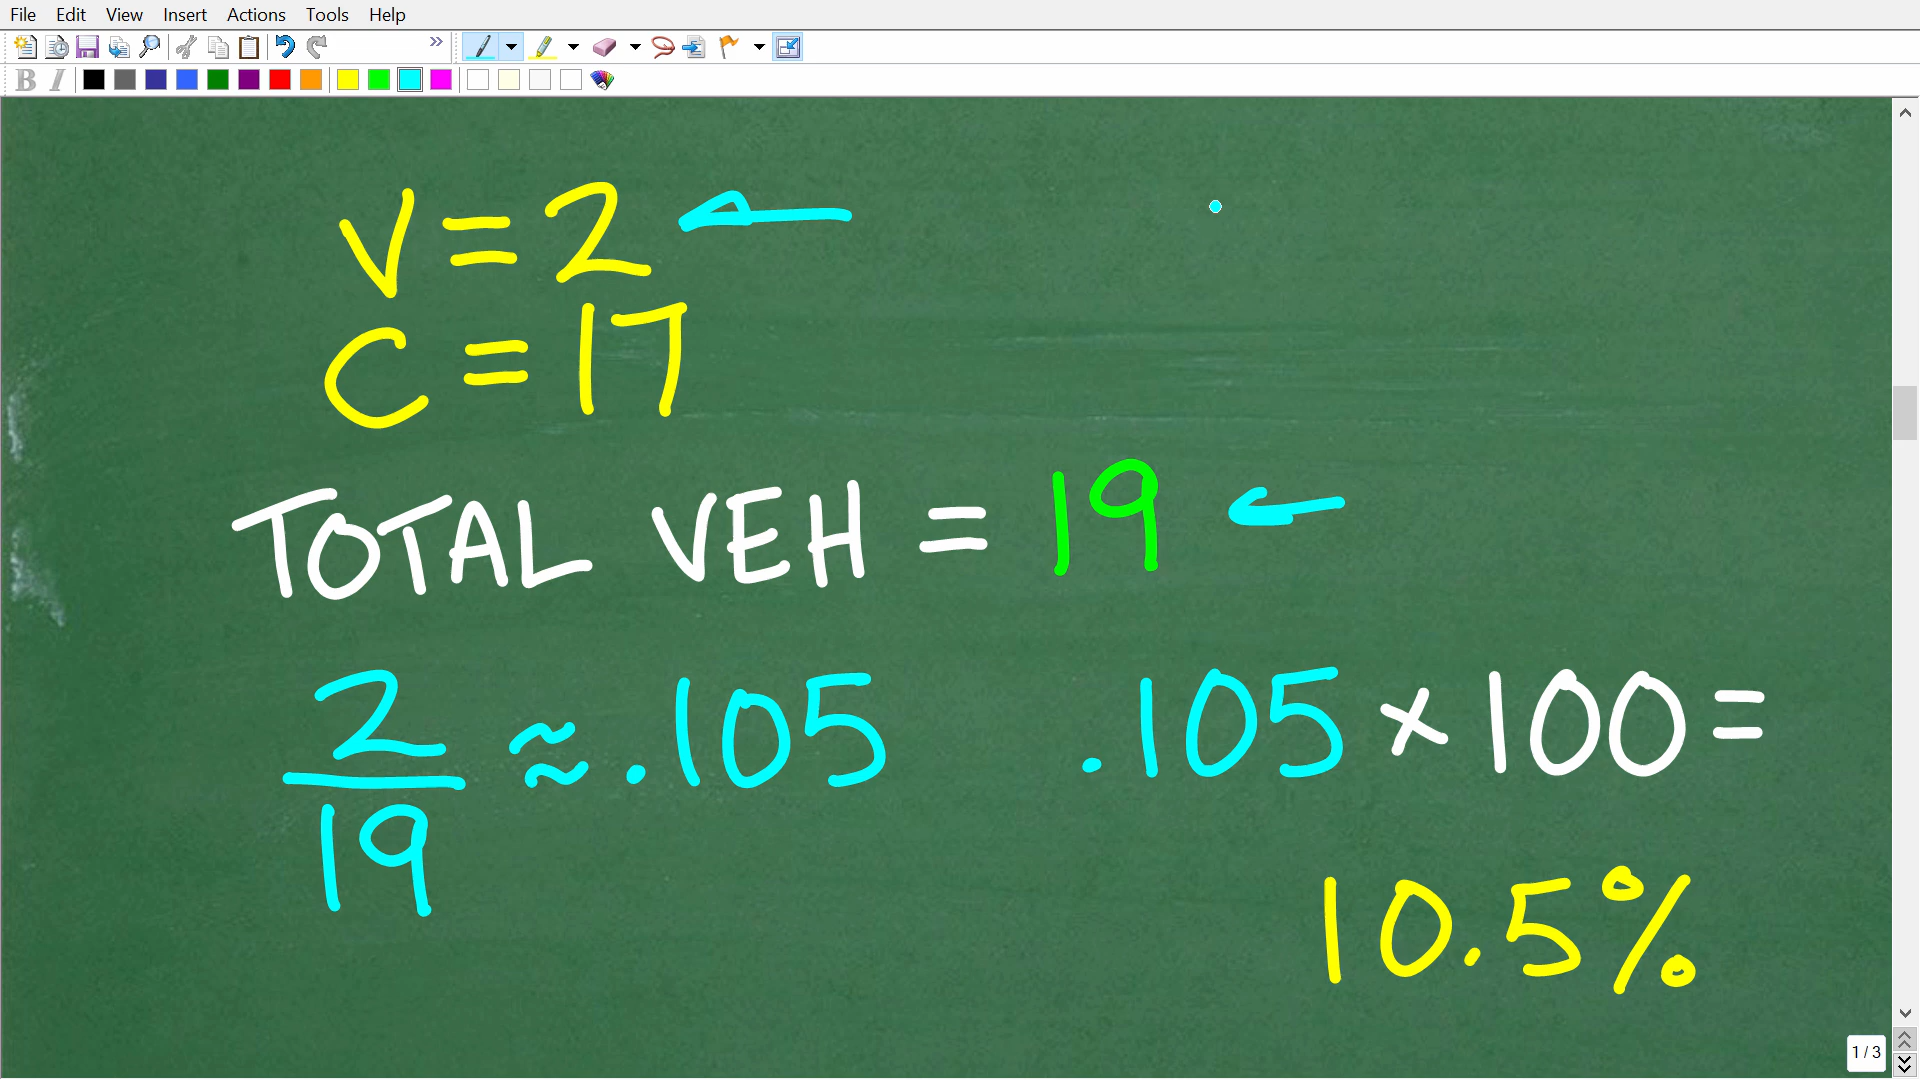 File Edit View Insert Actions Tools Help
B I
V = 2
C = 17
TOTAL VEH = 19
2/19 ≈ .105
.105 × 100 =
10.5%
1 / 3